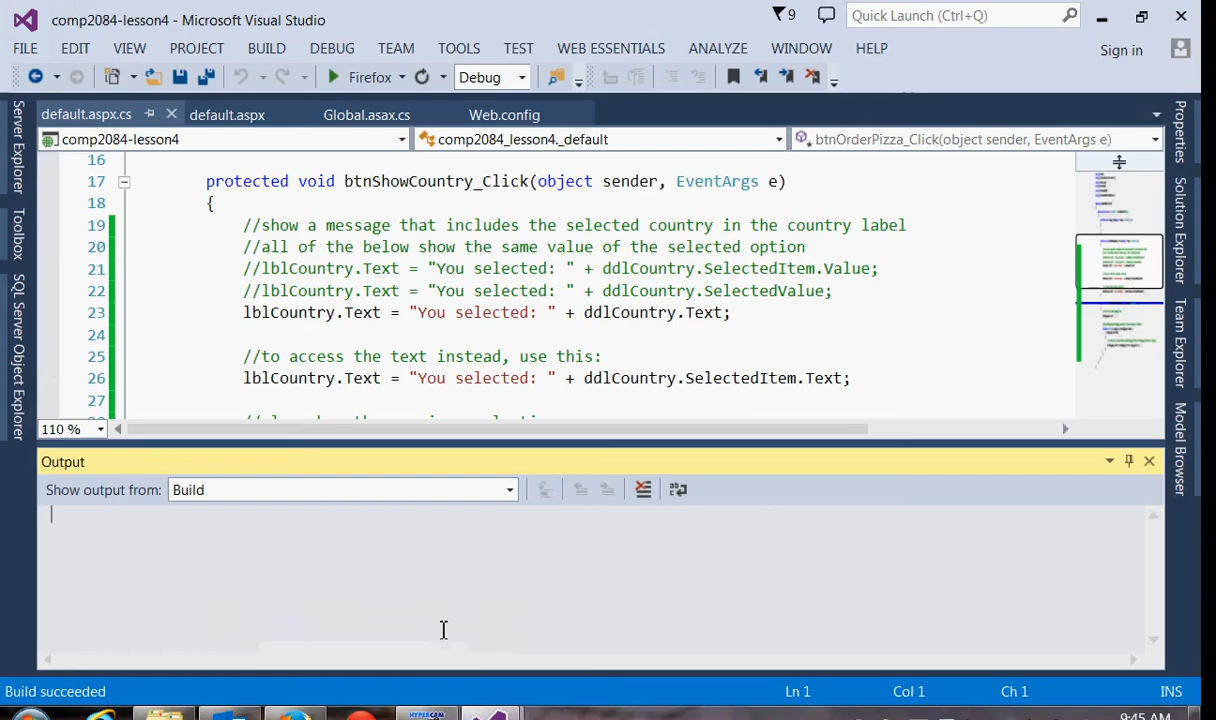 comp2084-lesson4 - Microsoft Visual Studio
9
Quick Launch (Ctrl+Q)
FILE EDIT VIEW PROJECT BUILD DEBUG TEAM TOOLS TEST WEB ESSENTIALS ANALYZE WINDOW HELP
Sign in
Firefox
Debug
default.aspx.cs
default.aspx
Global.asax.cs
Web.config
comp2084-lesson4
comp2084_lesson4._default
btnOrderPizza_Click(object sender, EventArgs e)
Server Explorer
Toolbox
SQL Server Object Explorer
16
17 protected void btnShowCountry_Click(object sender, EventArgs e)
18 {
19 //show a message that includes the selected country in the country label
20 //all of the below show the same value of the selected option
21 //lblCountry.Text = "You selected: " + ddlCountry.SelectedItem.Value;
22 //lblCountry.Text = "You selected: " + ddlCountry.SelectedValue;
23 lblCountry.Text = "You selected: " + ddlCountry.Text;
24
25 //to access the text instead, use this:
26 lblCountry.Text = "You selected: " + ddlCountry.SelectedItem.Text;
27
110 %
Properties
Solution Explorer
Team Explorer
Model Browser
Output
Show output from: Build
Build succeeded
Ln 1
Col 1
Ch 1
INS
HYPERCAM
9:45 AM